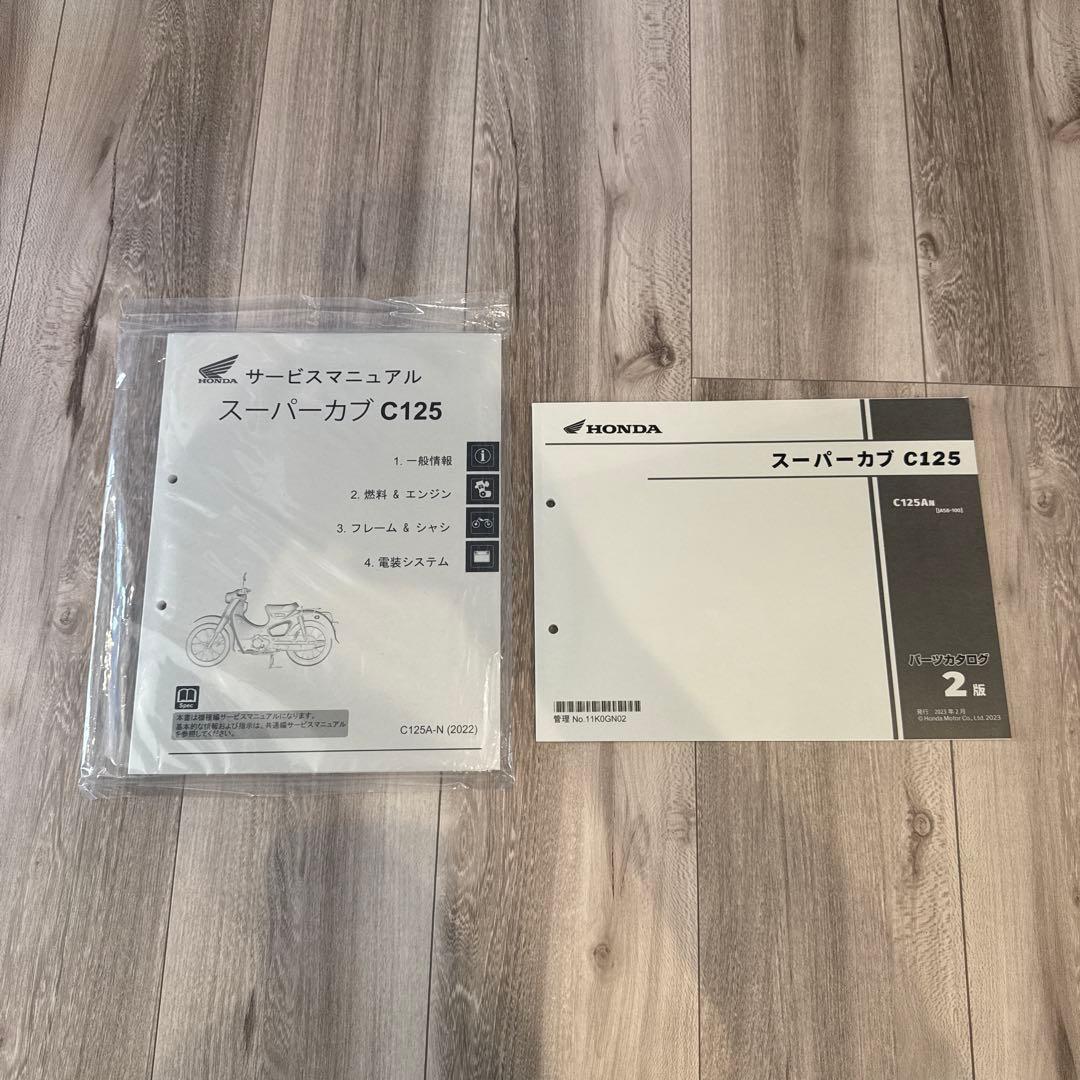 HONDA
サービスマニュアル
スーパーカブ C125
1. 一般情報
2. 燃料 & エンジン
3. フレーム & シャシ
4. 電装システム
Spec
本書は機種編サービスマニュアルになります。
基本的な情報および指示は、共通編サービスマニュアル
を参照してください。
C125A-N (2022)
HONDA
スーパーカブ C125
C125AN
[JA58-100]
パーツカタログ
2 版
発行 2023 年 2 月
© Honda Motor Co., Ltd. 2023
管理 No.11K0GN02